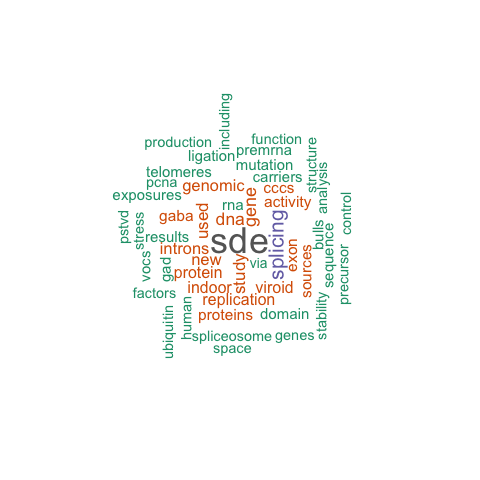 including
production
function
ligation
premrna
structure
mutation
telomeres
carriers
analysis
pcna
genomic
cccs
exposures
gene
activity
control
rna
used
gaba
dna
pstvd
stress
splicing
bulls
results
sde
introns
exon
sequence
via
new
study
vocs
gad
protein
sources
precursor
indoor
viroid
factors
replication
human
proteins
domain
stability
ubiquitin
spliceosome
genes
space